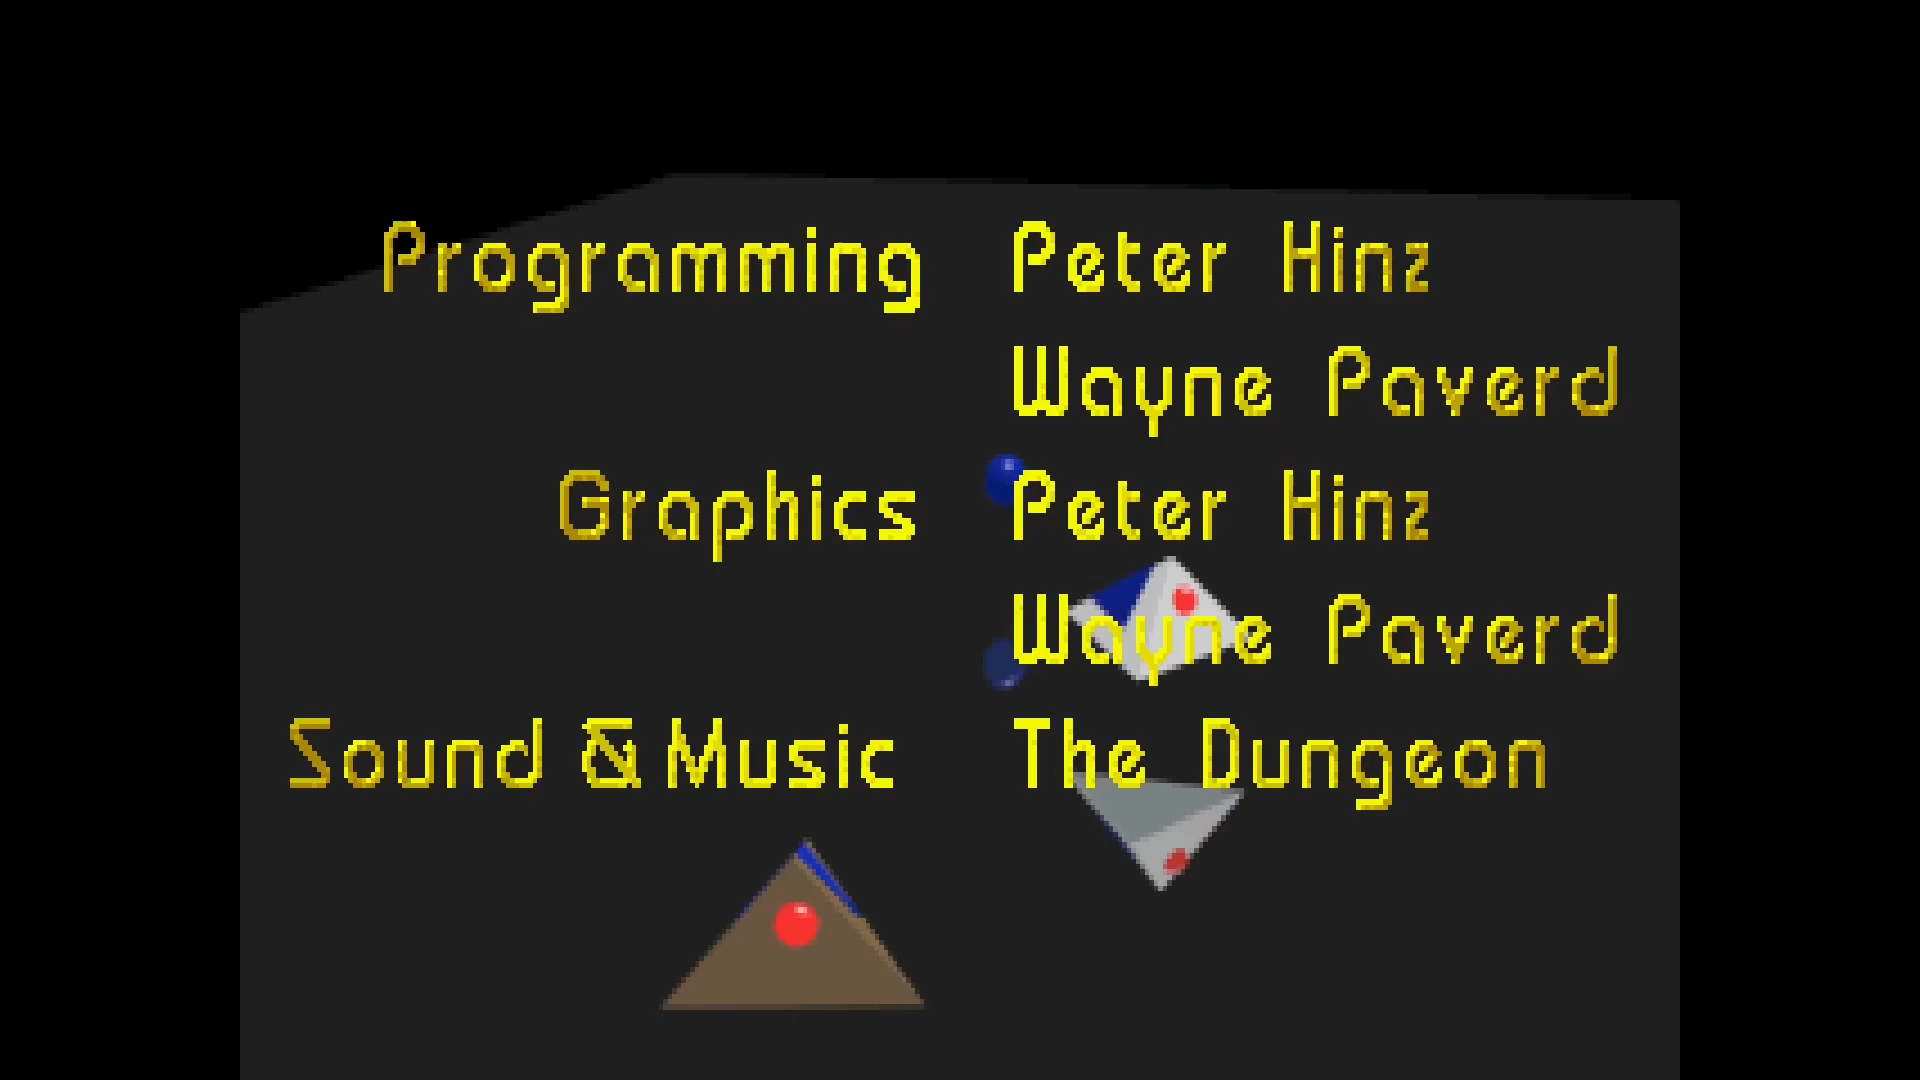 Programming Peter Hinz
Wayne Paverd
Graphics Peter Hinz
Wayne Paverd
Sound & Music The Dungeon